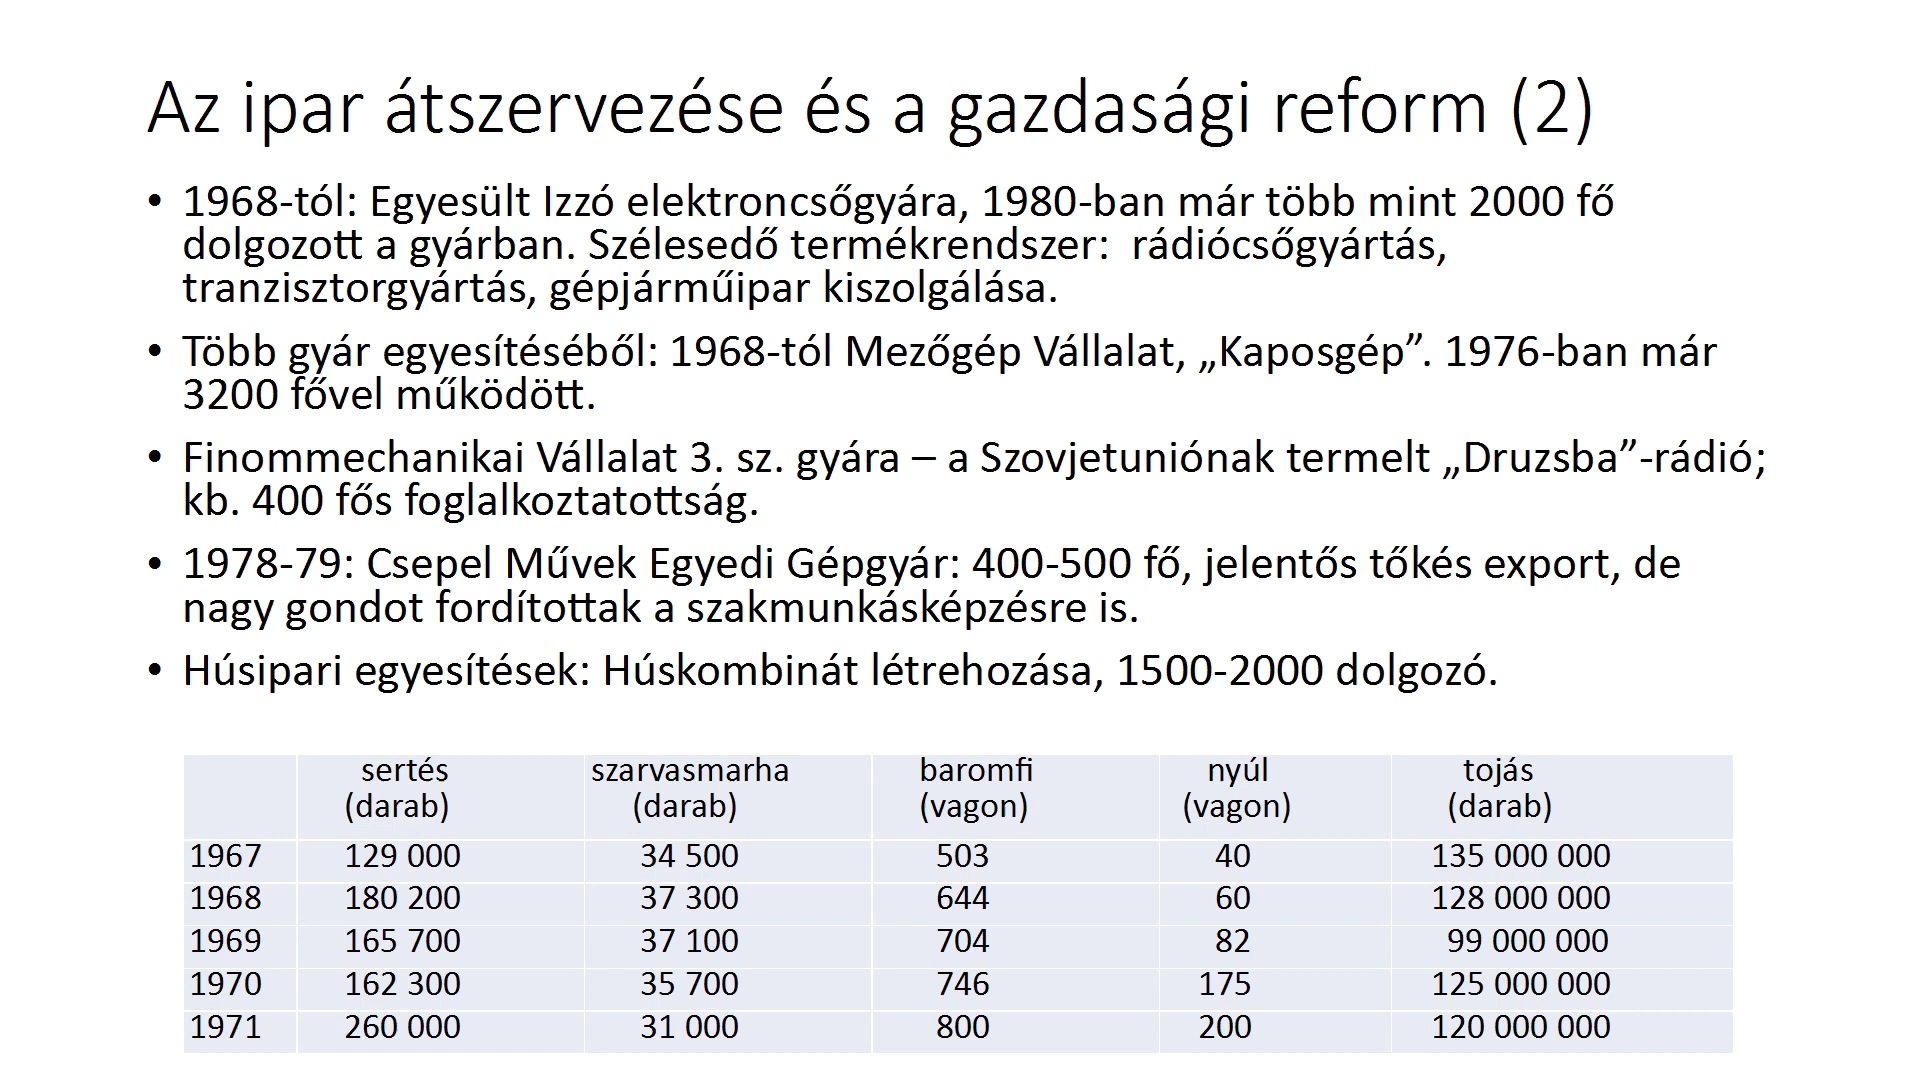 Az ipar átszervezése és a gazdasági reform (2)
• 1968-tól: Egyesült Izzó elektroncsőgyára, 1980-ban már több mint 2000 fő
dolgozott a gyárban. Szélesedő termékrendszer:  rádiócsőgyártás,
tranzisztorgyártás, gépjárműipar kiszolgálása.
• Több gyár egyesítéséből: 1968-tól Mezőgép Vállalat, „Kaposgép”. 1976-ban már
3200 fővel működött.
• Finommechanikai Vállalat 3. sz. gyára – a Szovjetuniónak termelt „Druzsba”-rádió;
kb. 400 fős foglalkoztatottság.
• 1978-79: Csepel Művek Egyedi Gépgyár: 400-500 fő, jelentős tőkés export, de
nagy gondot fordítottak a szakmunkásképzésre is.
• Húsipari egyesítések: Húskombinát létrehozása, 1500-2000 dolgozó.
sertés szarvasmarha baromfi nyúl tojás
(darab) (darab) (vagon) (vagon) (darab)
1967 129 000 34 500 503 40 135 000 000
1968 180 200 37 300 644 60 128 000 000
1969 165 700 37 100 704 82 99 000 000
1970 162 300 35 700 746 175 125 000 000
1971 260 000 31 000 800 200 120 000 000